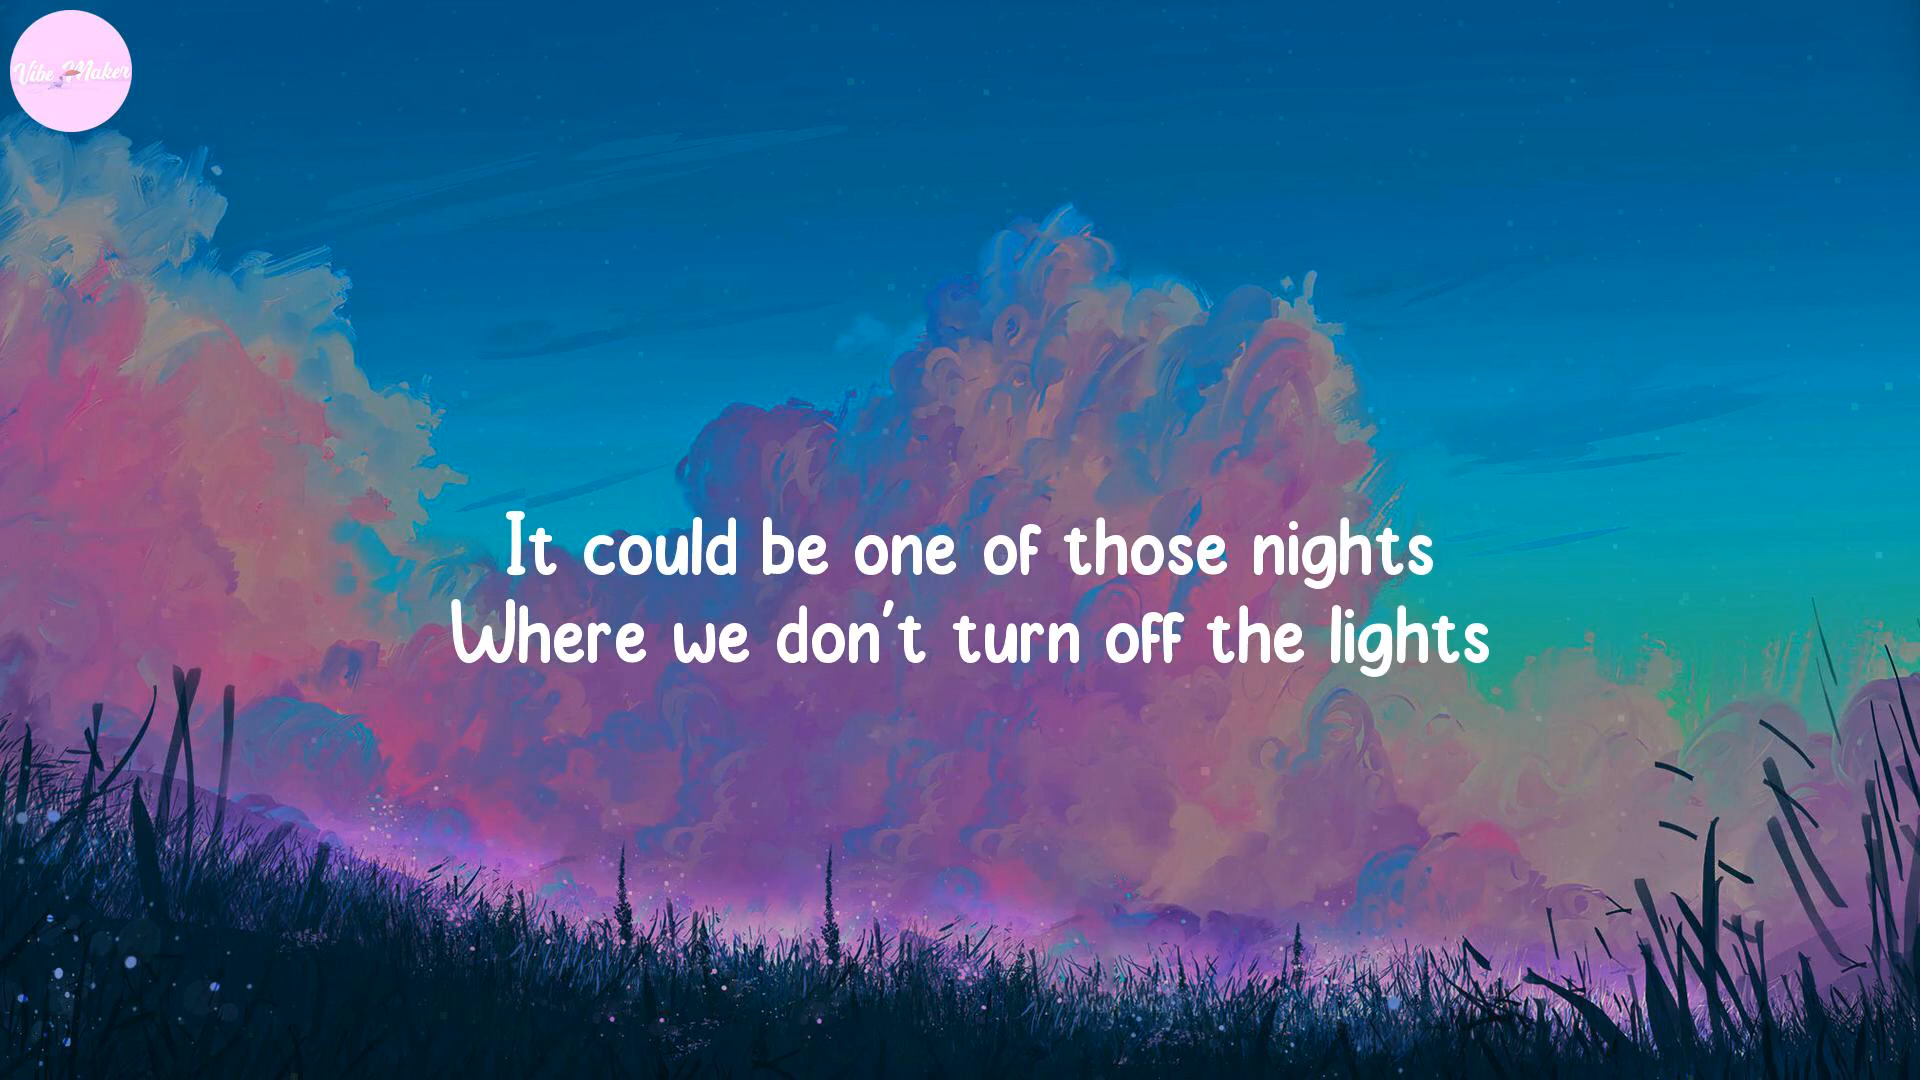 Vibe Maker
It could be one of those nights
Where we don't turn off the lights